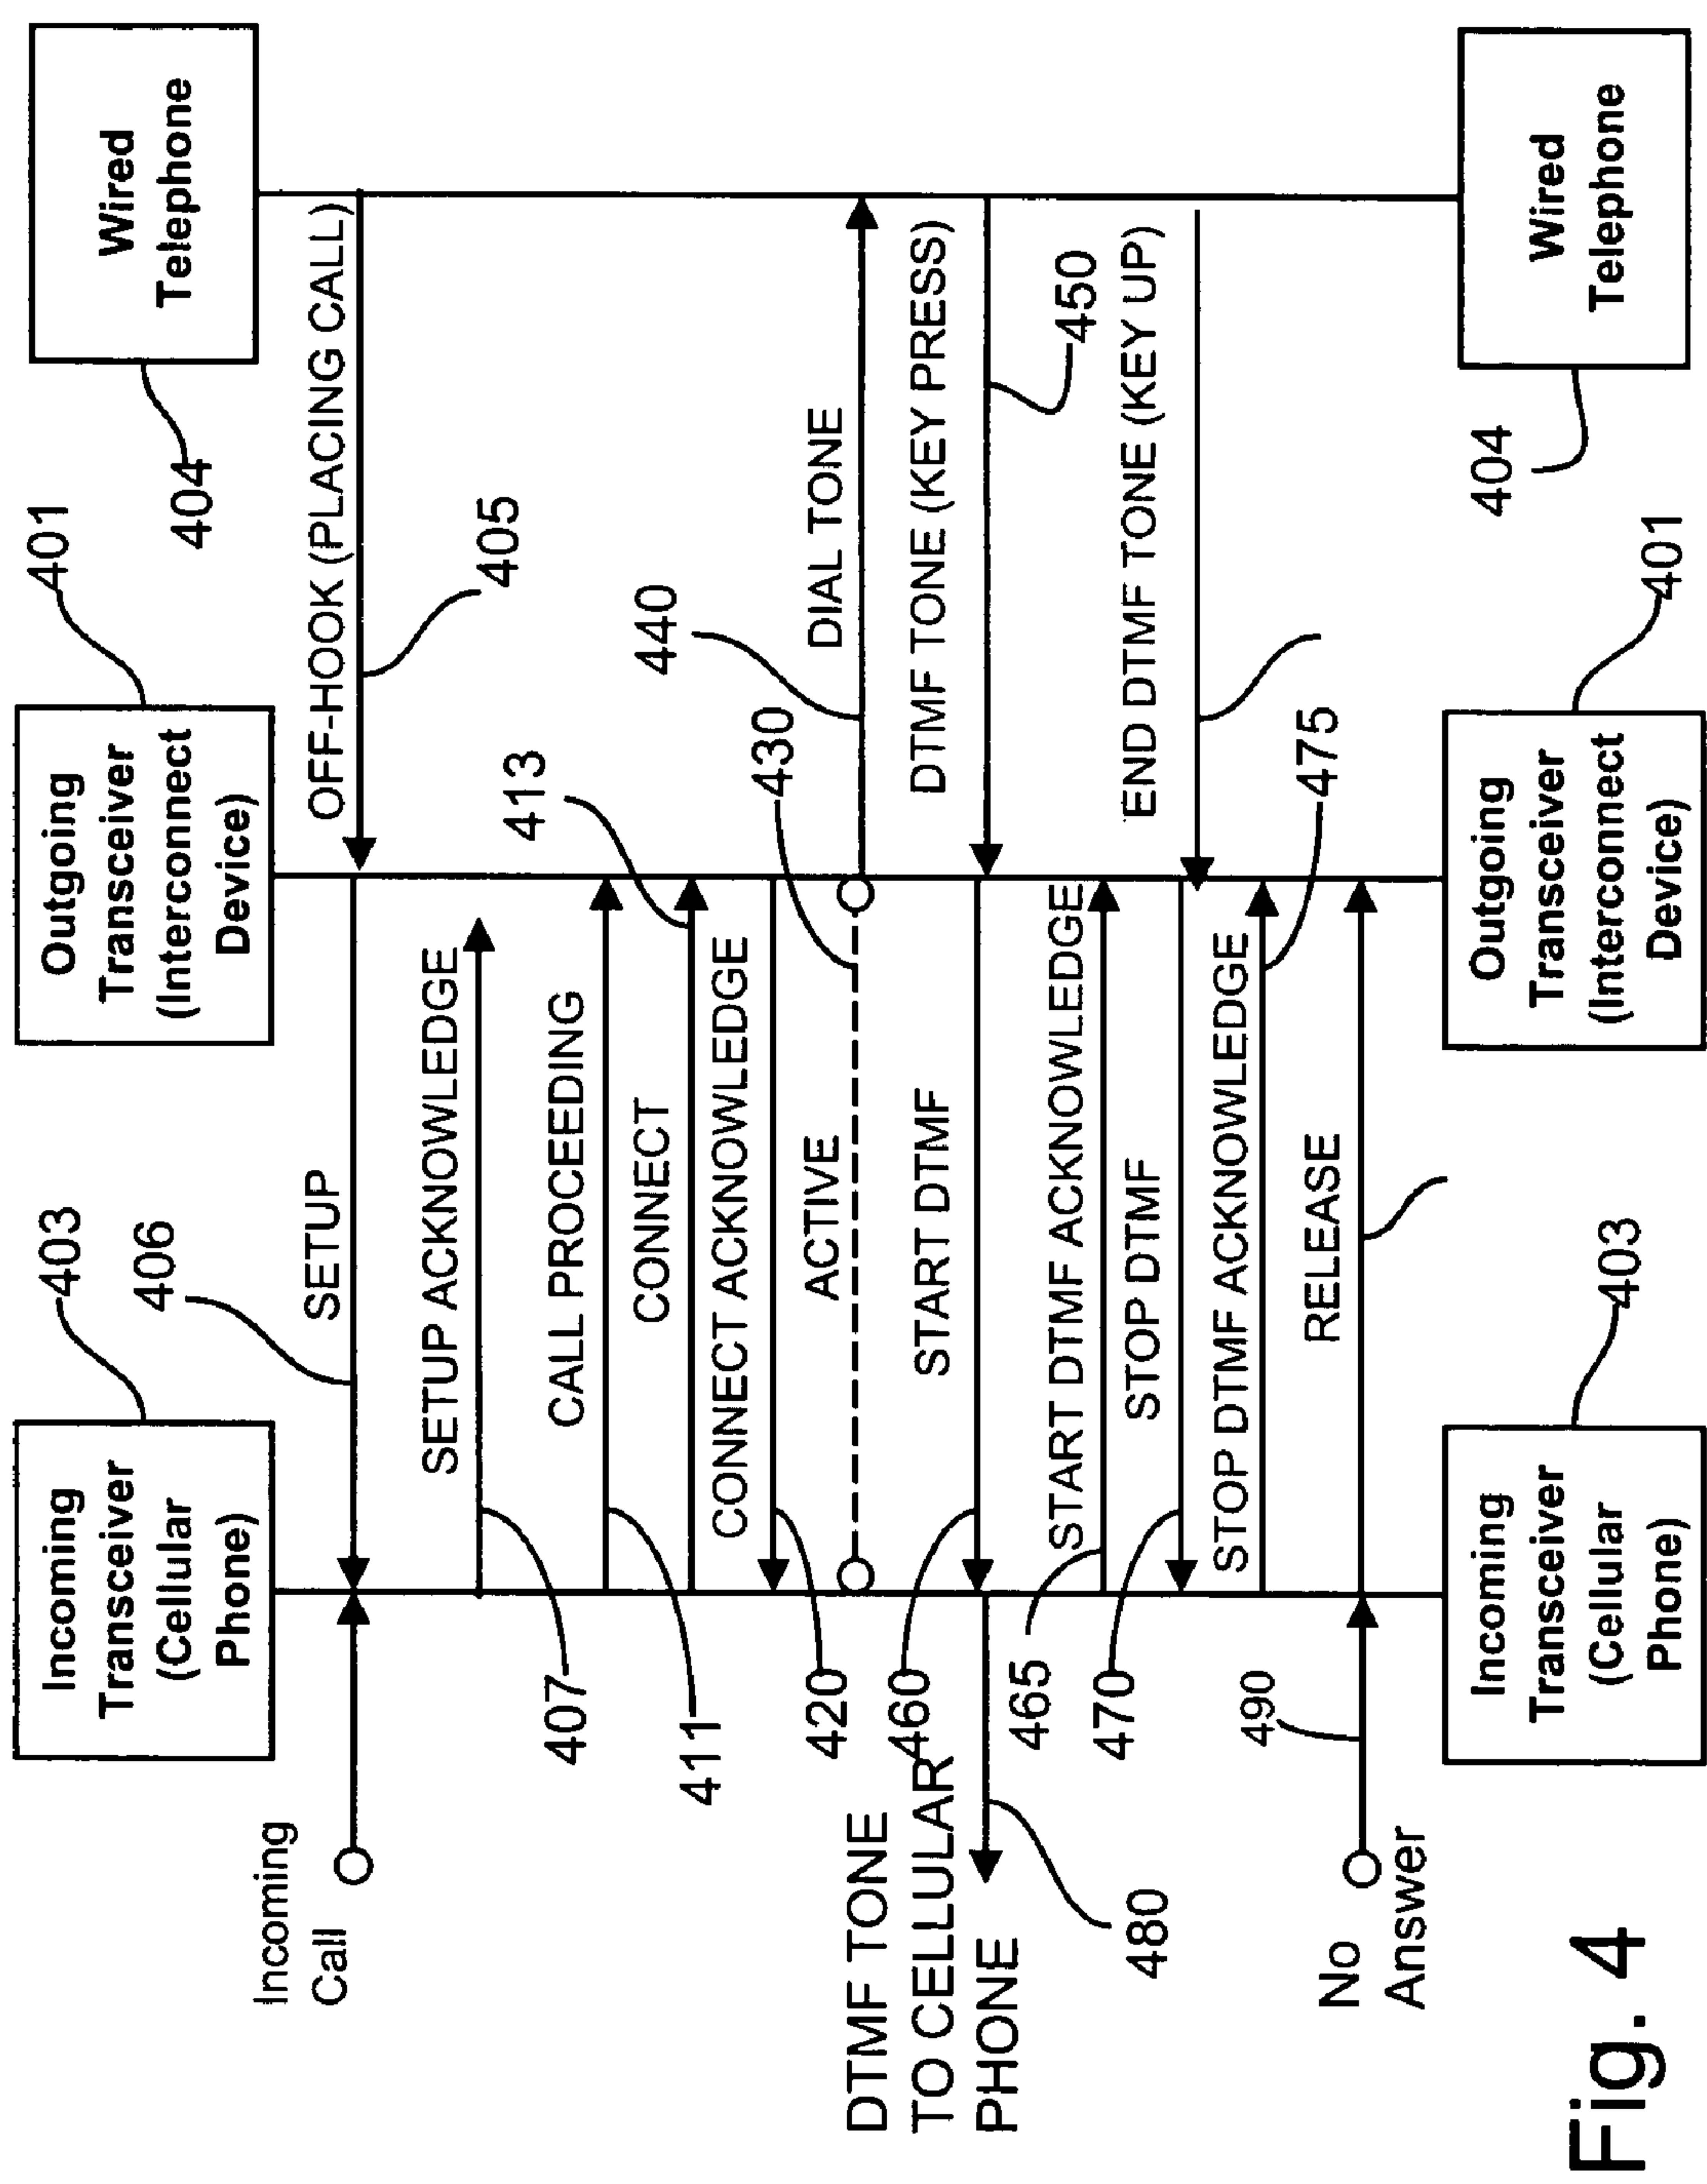 Incoming
Transceiver
(Cellular
Phone)
403
Outgoing
Transceiver
(Interconnect
Device)
401
Wired
Telephone
404
Incoming
Call
406
SETUP
OFF-HOOK (PLACING CALL)
405
SETUP ACKNOWLEDGE
407
CALL PROCEEDING
411
CONNECT
413
CONNECT ACKNOWLEDGE
420
ACTIVE
430
440
DIAL TONE
DTMF TONE
TO CELLULAR
PHONE
480
START DTMF
460
DTMF TONE (KEY PRESS)
450
START DTMF ACKNOWLEDGE
465
STOP DTMF
470
END DTMF TONE (KEY UP)
STOP DTMF ACKNOWLEDGE
475
RELEASE
490
No
Answer
Incoming
Transceiver
(Cellular
Phone)
403
Outgoing
Transceiver
(Interconnect
Device)
401
Wired
Telephone
404
Fig. 4